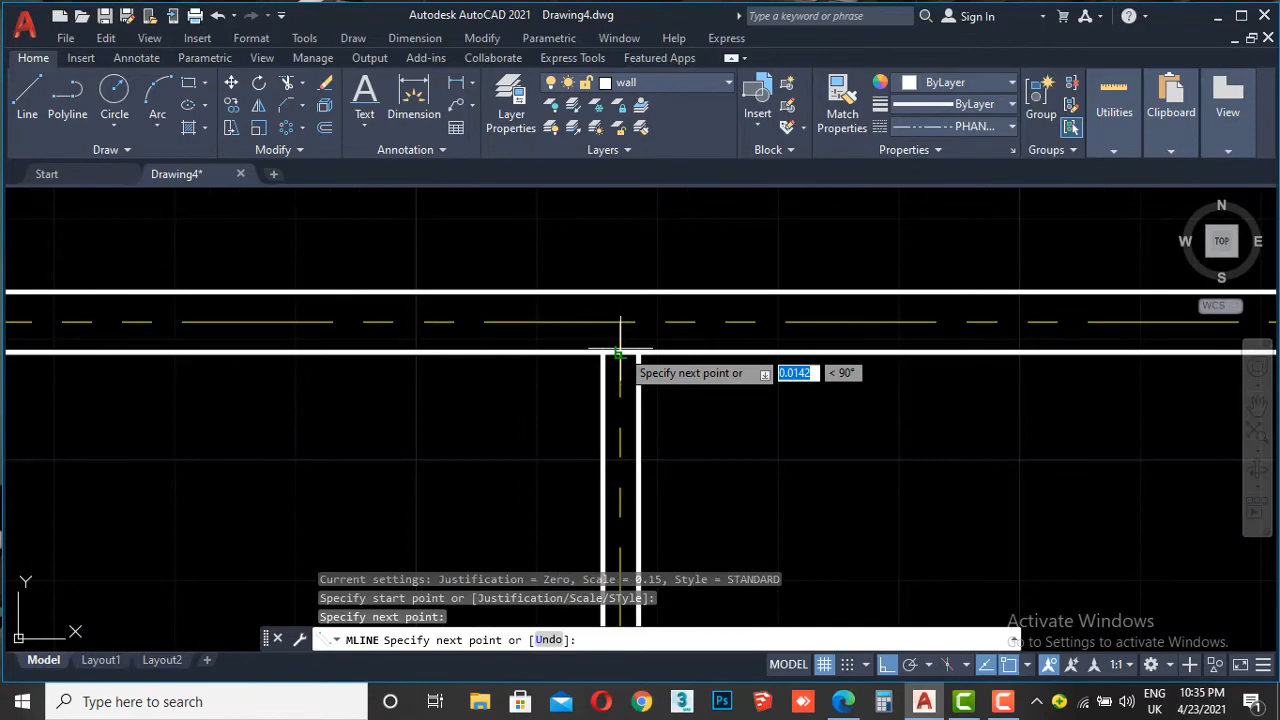 Autodesk AutoCAD 2021 Drawing4.dwg
Type a keyword or phrase
Sign In
File Edit View Insert Format Tools Draw Dimension Modify Parametric Window Help Express
Home Insert Annotate Parametric View Manage Output Add-ins Collaborate Express Tools Featured Apps
wall
ByLayer
ByLayer
PHAN...
Line Polyline Circle Arc
Text Dimension
Layer
Properties
Insert
Match
Properties
Group
Utilities
Clipboard
View
Draw Modify Annotation Layers Block Properties Groups
Start Drawing4*
N
W TOP E
S
WCS
Specify next point or 0.0142 < 90°
Current settings: Justification = Zero, Scale = 0.15, Style = STANDARD
Specify start point or [Justification/Scale/STyle]:
Specify next point:
MLINE Specify next point or [Undo]:
Y
X
Activate Windows
Go to Settings to activate Windows.
Model Layout1 Layout2
MODEL
1:1
Type here to search
3
Ps
A
C
C
ENG
UK
10:35 PM
4/23/2021
1